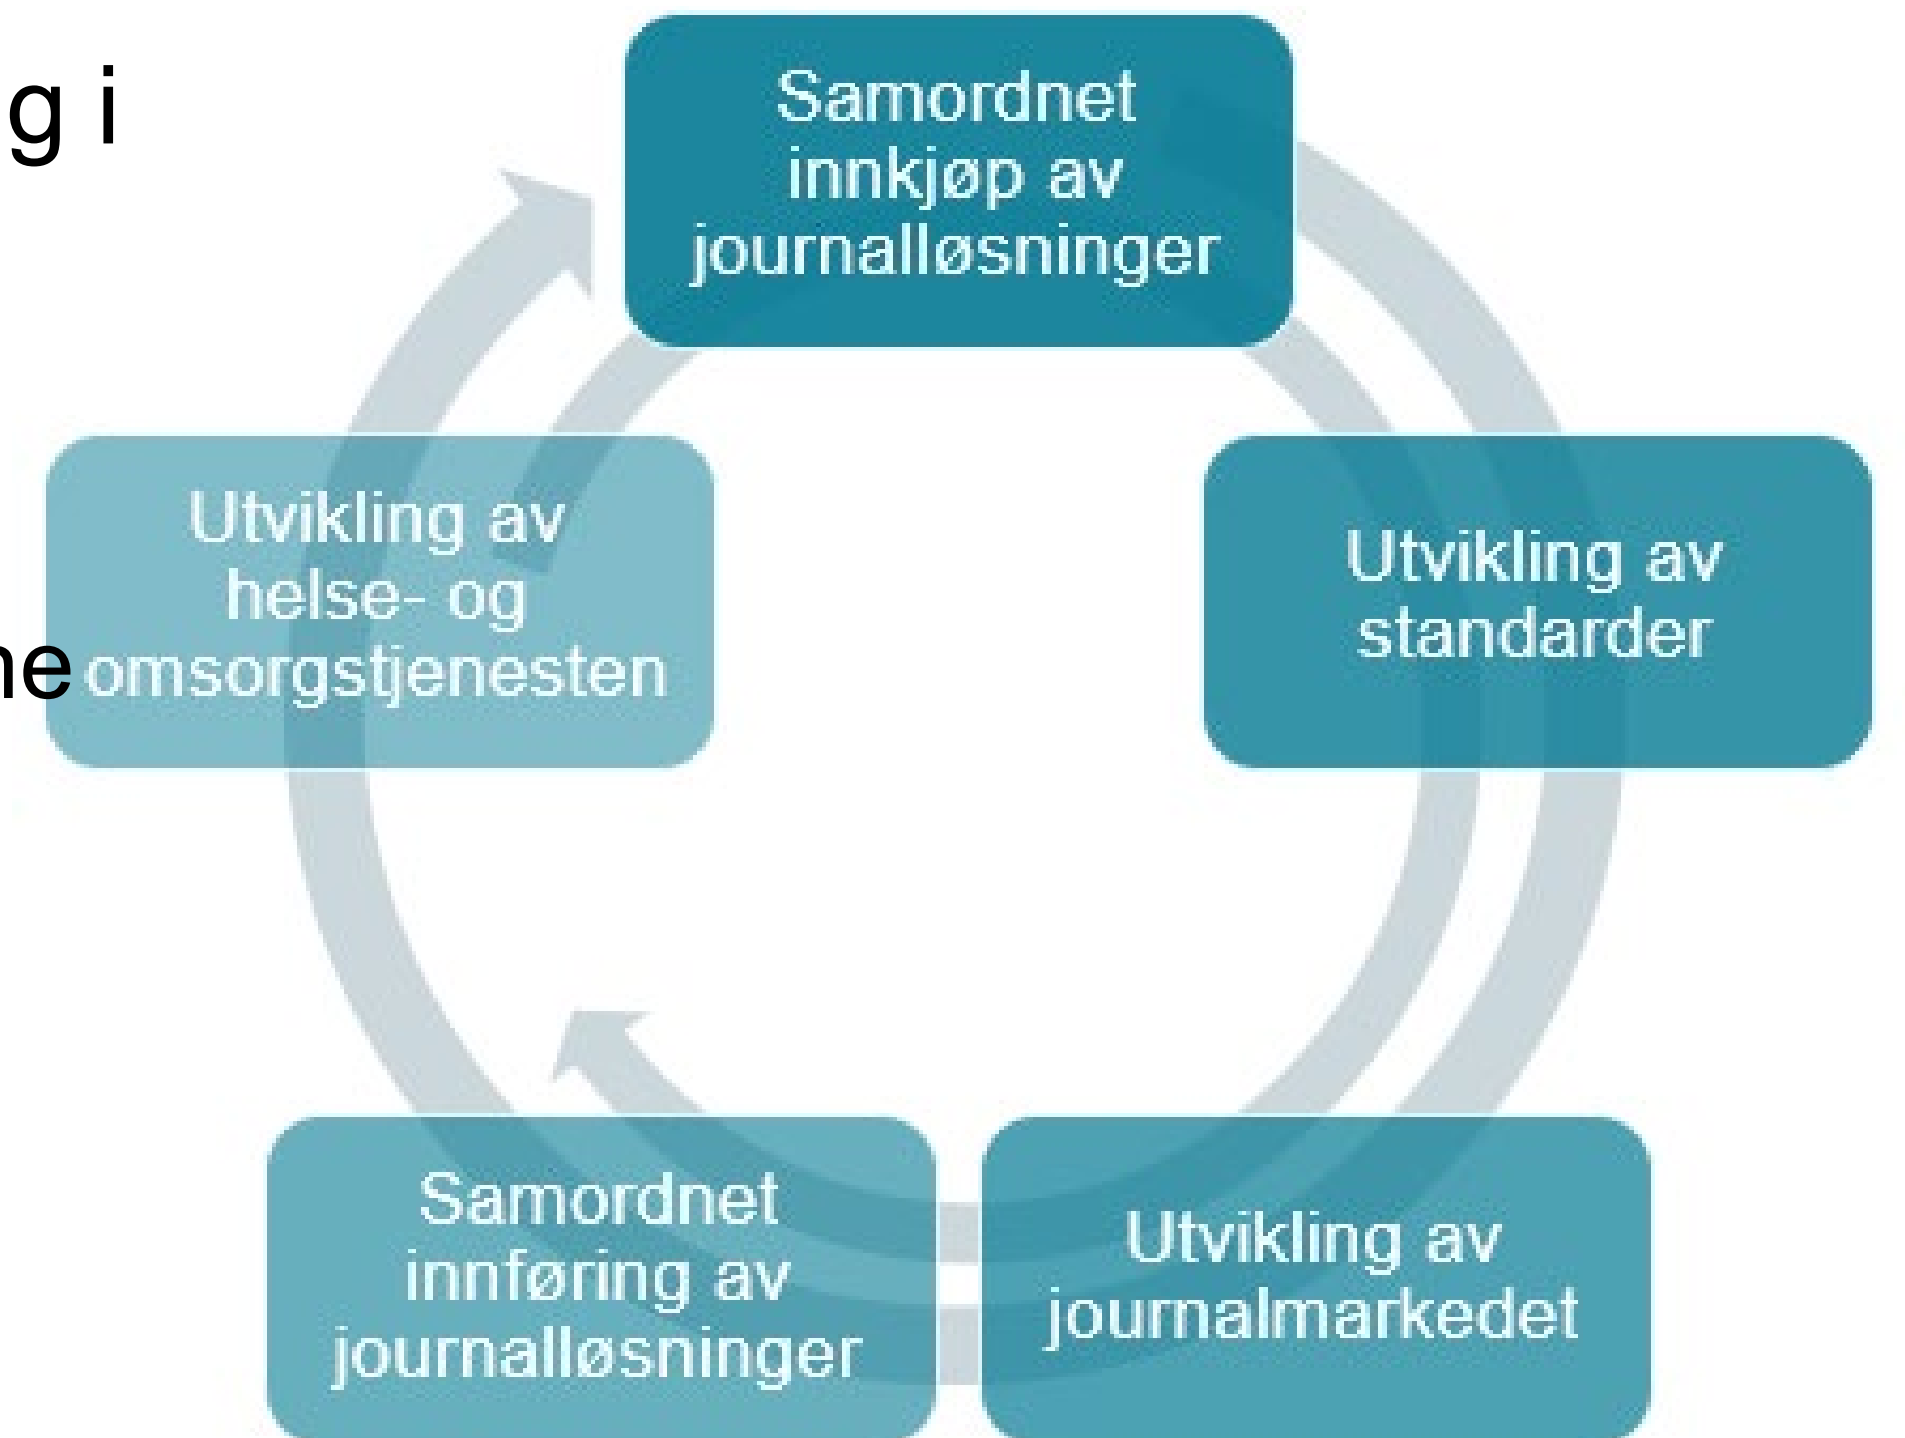 g i
Samordnet
innkjøp av
journalløsninger
Utvikling av
helse- og
omsorgstjenesten
Utvikling av
standarder
Samordnet
innføring av
journalløsninger
Utvikling av
journalmarkedet